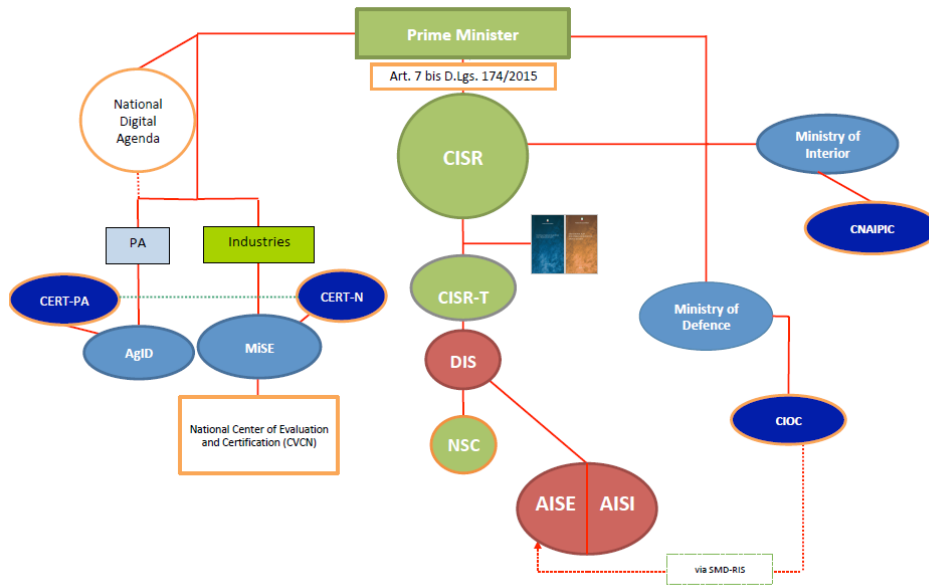 Prime Minister
Art. 7 bis D.Lgs. 174/2015
National
Digital
Agenda
CISR
Ministry of
Interior
CNAIPIC
PA
Industries
CERT-PA
CERT-N
CISR-T
Ministry of
Defence
AgID
MiSE
DIS
National Center of Evaluation
and Certification (CVCN)
NSC
CIOC
AISE
AISI
via SMD-RIS